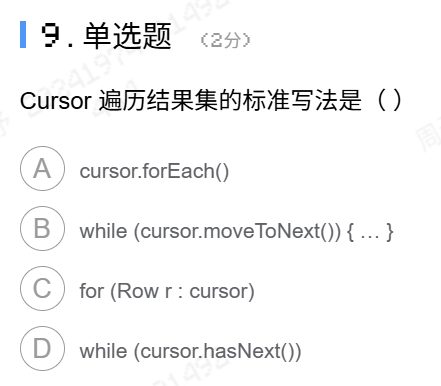 9.单选题 (2分)
Cursor 遍历结果集的标准写法是（ ）
A cursor.forEach()
B while (cursor.moveToNext()) { … }
C for (Row r : cursor)
D while (cursor.hasNext())